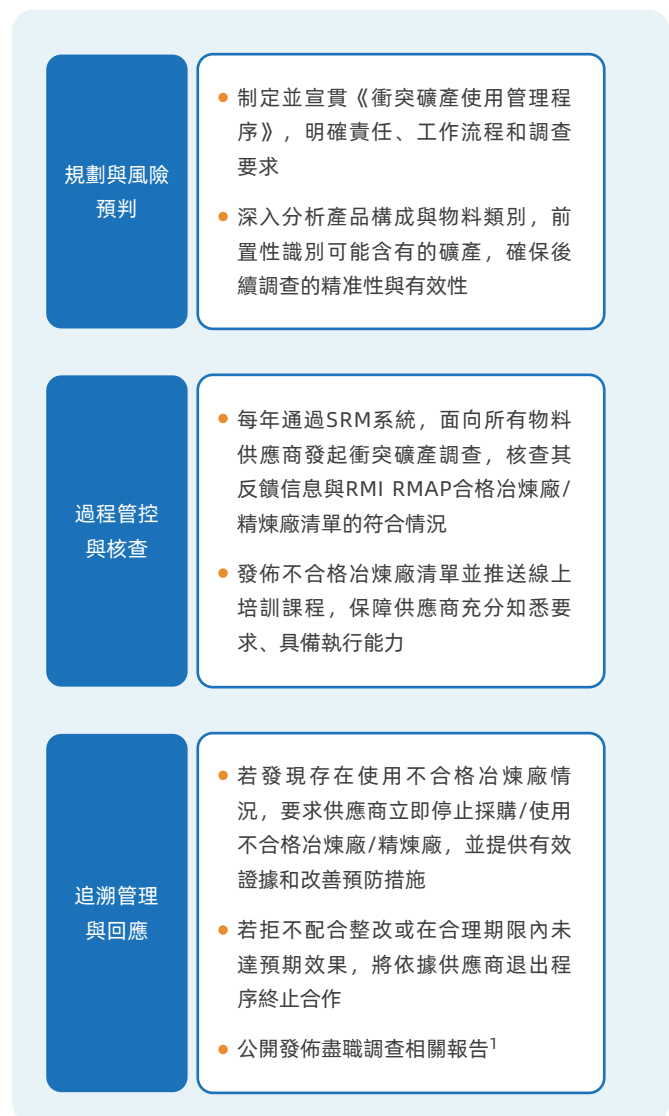 規劃與風險
預判
制定並宣貫《衝突礦產使用管理程
序》，明確責任、工作流程和調查
要求
深入分析產品構成與物料類別，前
置性識別可能含有的礦產，確保後
續調查的精准性與有效性
過程管控
與核查
每年通過SRM系統，面向所有物料
供應商發起衝突礦產調查，核查其
反饋信息與RMI RMAP合格冶煉廠/
精煉廠清單的符合情況
發佈不合格冶煉廠清單並推送線上
培訓課程，保障供應商充分知悉要
求、具備執行能力
追溯管理
與回應
若發現存在使用不合格冶煉廠情
況，要求供應商立即停止採購/使用
不合格冶煉廠/精煉廠，並提供有效
證據和改善預防措施
若拒不配合整改或在合理期限內未
達預期效果，將依據供應商退出程
序終止合作
公開發佈盡職調查相關報告1